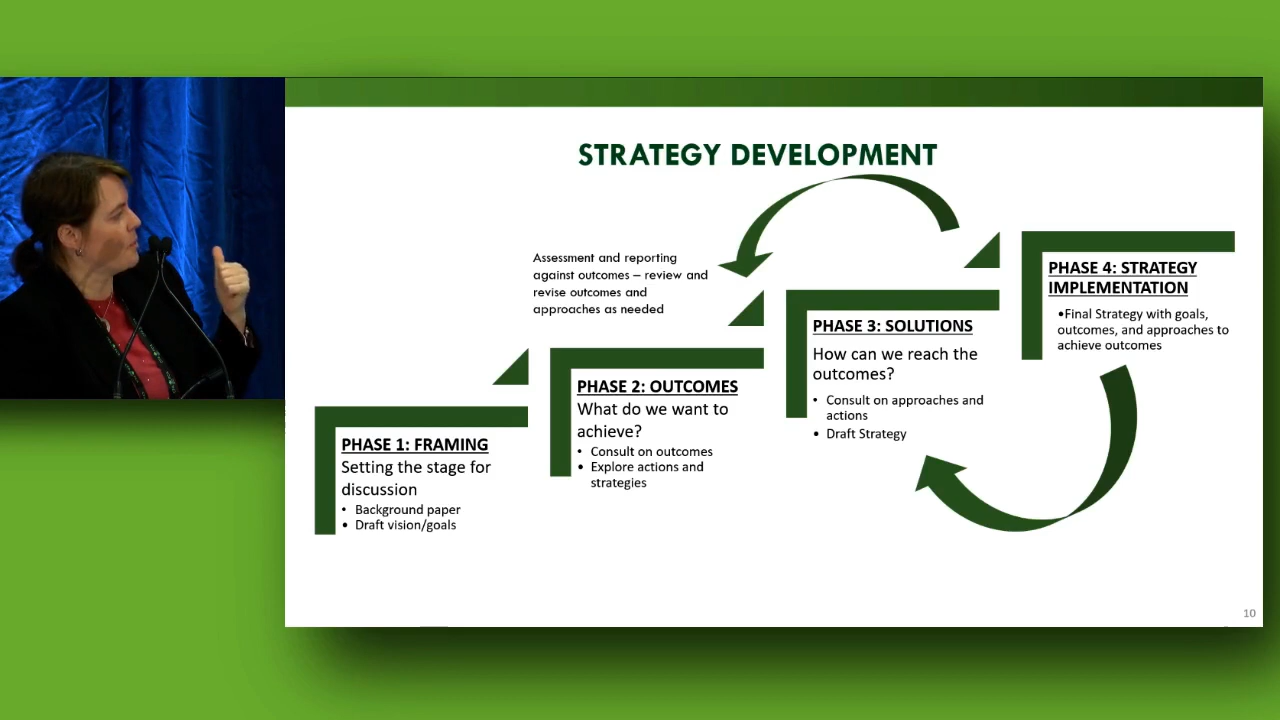 STRATEGY DEVELOPMENT
Assessment and reporting
against outcomes – review and
revise outcomes and
approaches as needed
PHASE 1: FRAMING
Setting the stage for
discussion
• Background paper
• Draft vision/goals
PHASE 2: OUTCOMES
What do we want to
achieve?
• Consult on outcomes
• Explore actions and
strategies
PHASE 3: SOLUTIONS
How can we reach the
outcomes?
• Consult on approaches and
actions
• Draft Strategy
PHASE 4: STRATEGY
IMPLEMENTATION
•Final Strategy with goals,
outcomes, and approaches to
achieve outcomes
10